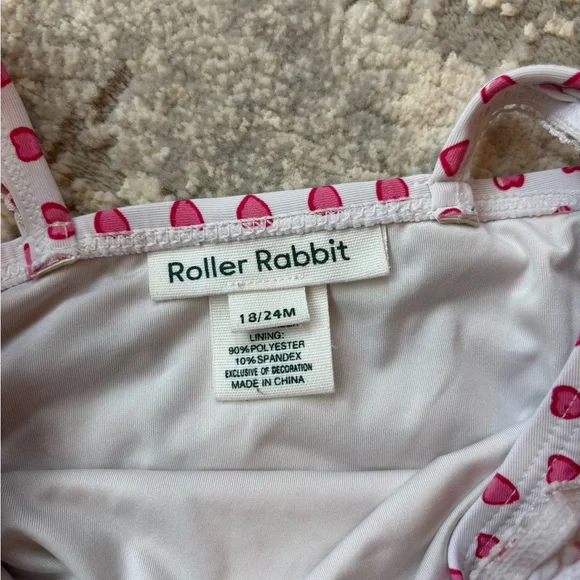 Roller Rabbit
18/24M
LINING:
90%POLYESTER
10%SPANDEX
EXCLUSIVE OF DECORATION
MADE IN CHINA